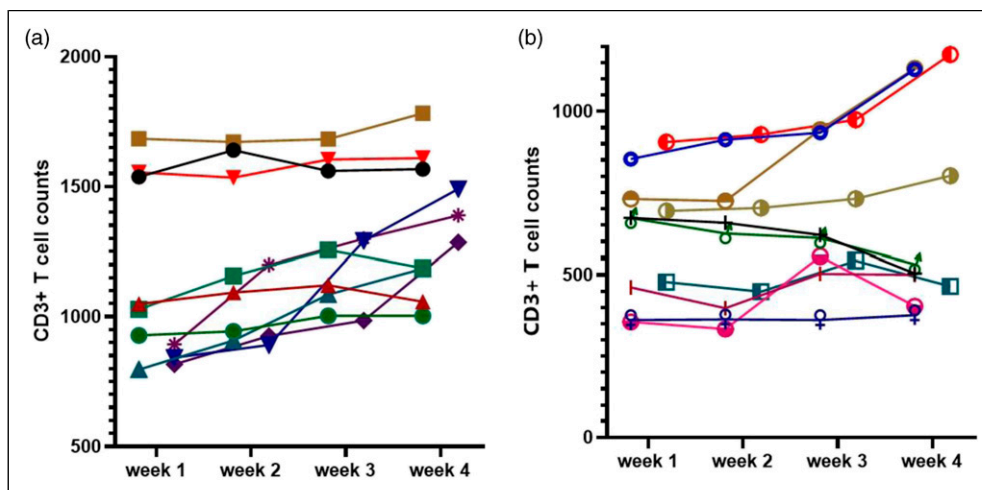 (a)
CD3+ T cell counts
2000
1500
1000
500
week 1 week 2 week 3 week 4
(b)
CD3+ T cell counts
1000
500
0
week 1 week 2 week 3 week 4